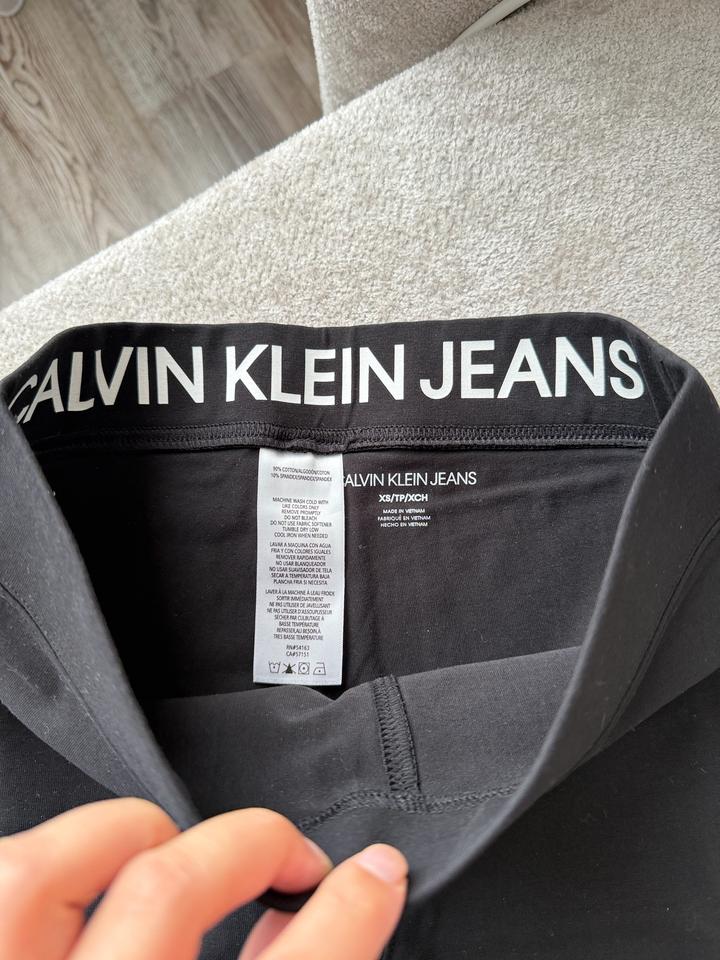 CALVIN KLEIN JEANS
90% COTTON/ALGODÓN/COTON
10% SPANDEX/SPANDEX/SPANDEX
MACHINE WASH COLD WITH
LIKE COLORS ONLY
REMOVE PROMPTLY
DO NOT BLEACH
DO NOT USE FABRIC SOFTENER
TUMBLE DRY LOW
COOL IRON WHEN NEEDED
LAVAR A MAQUINA CON AGUA
FRIA Y CON COLORES IGUALES
REMOVER RAPIDAMENTE
NO USAR BLANQUEADOR
NO USAR SUAVISADOR DE TELA
SECAR A TEMPERATURA BAJA
PLANCHA FRIA SI NECESITA
LAVER À LA MACHINE À L'EAU FROIDE
SORTIR IMMÉDIATEMENT
NE PAS UTILISER DE JAVELLISANT
NE PAS UTILISER D'ASSOUPLISSEUR
SÉCHER PAR CULBUTAGE À
BASSE TEMPÉRATURE
REPASSER, AU BESOIN, À
TRES BASSE TEMPÉRATURE
RN#54163
CA#57151
CALVIN KLEIN JEANS
XS/TP/XCH
MADE IN VIETNAM
FABRIQUÉ EN VIETNAM
HECHO EN VIETNAM